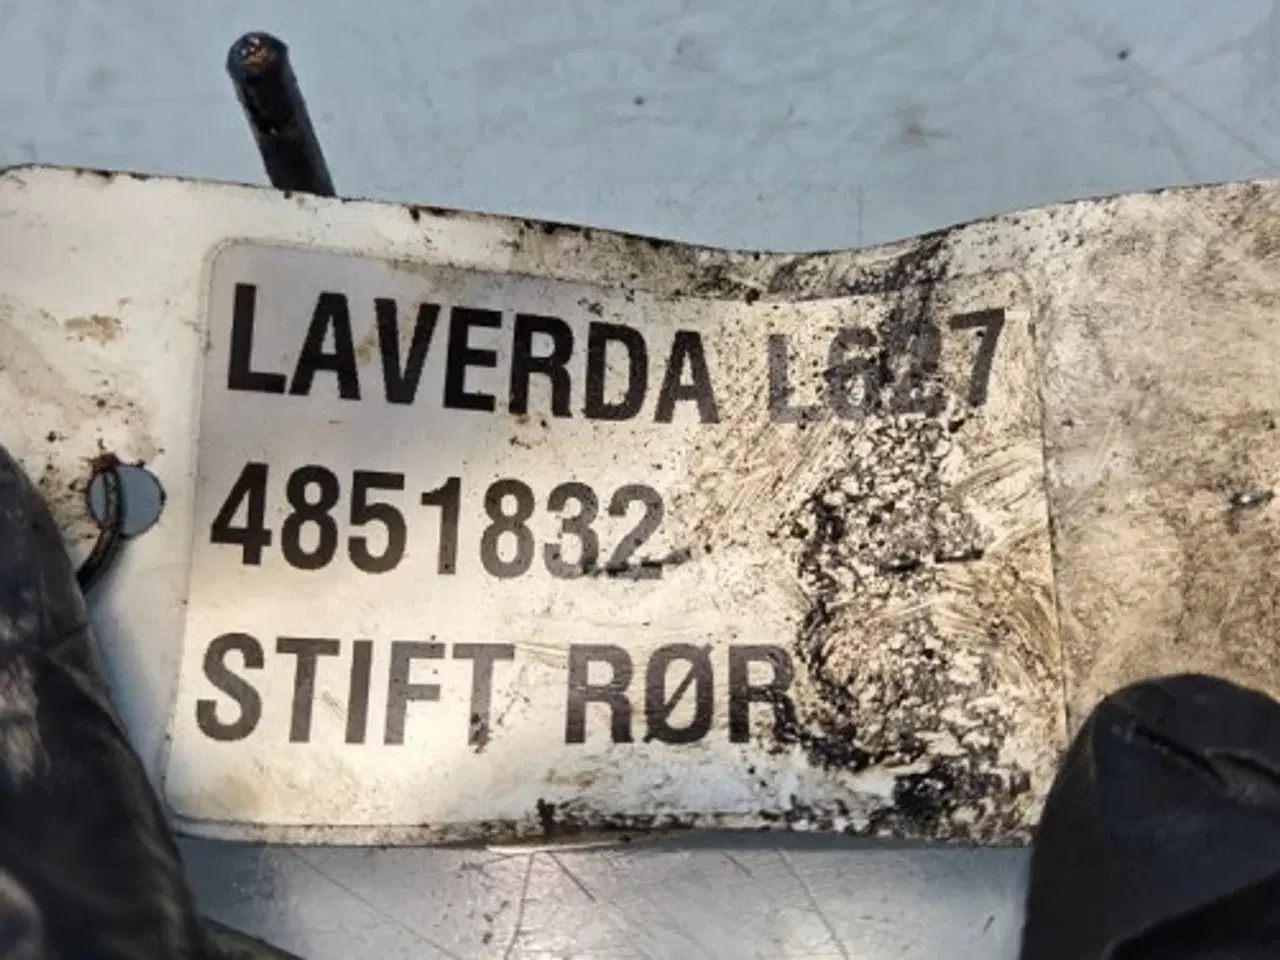 LAVERDA L627
4851832
STIFT RØR